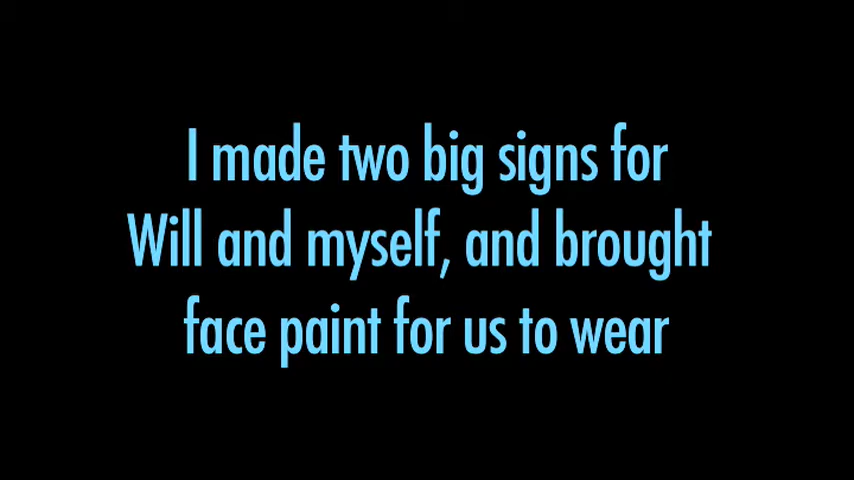 I made two big signs for
Will and myself, and brought
face paint for us to wear